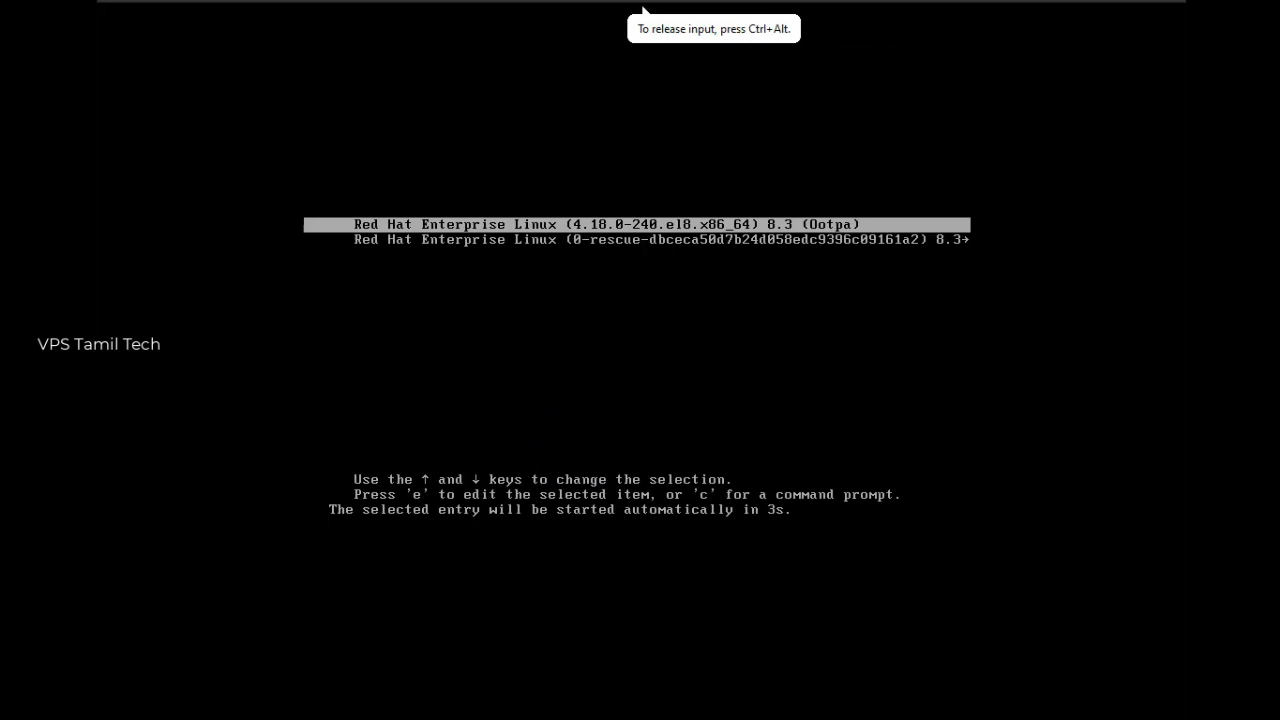 To release input, press Ctrl+Alt.
Red Hat Enterprise Linux (4.18.0-240.el8.x86_64) 8.3 (Ootpa)
Red Hat Enterprise Linux (0-rescue-dbceca50d7b24d058edc9396c09161a2) 8.3→
VPS Tamil Tech
Use the ↑ and ↓ keys to change the selection.
Press 'e' to edit the selected item, or 'c' for a command prompt.
The selected entry will be started automatically in 3s.